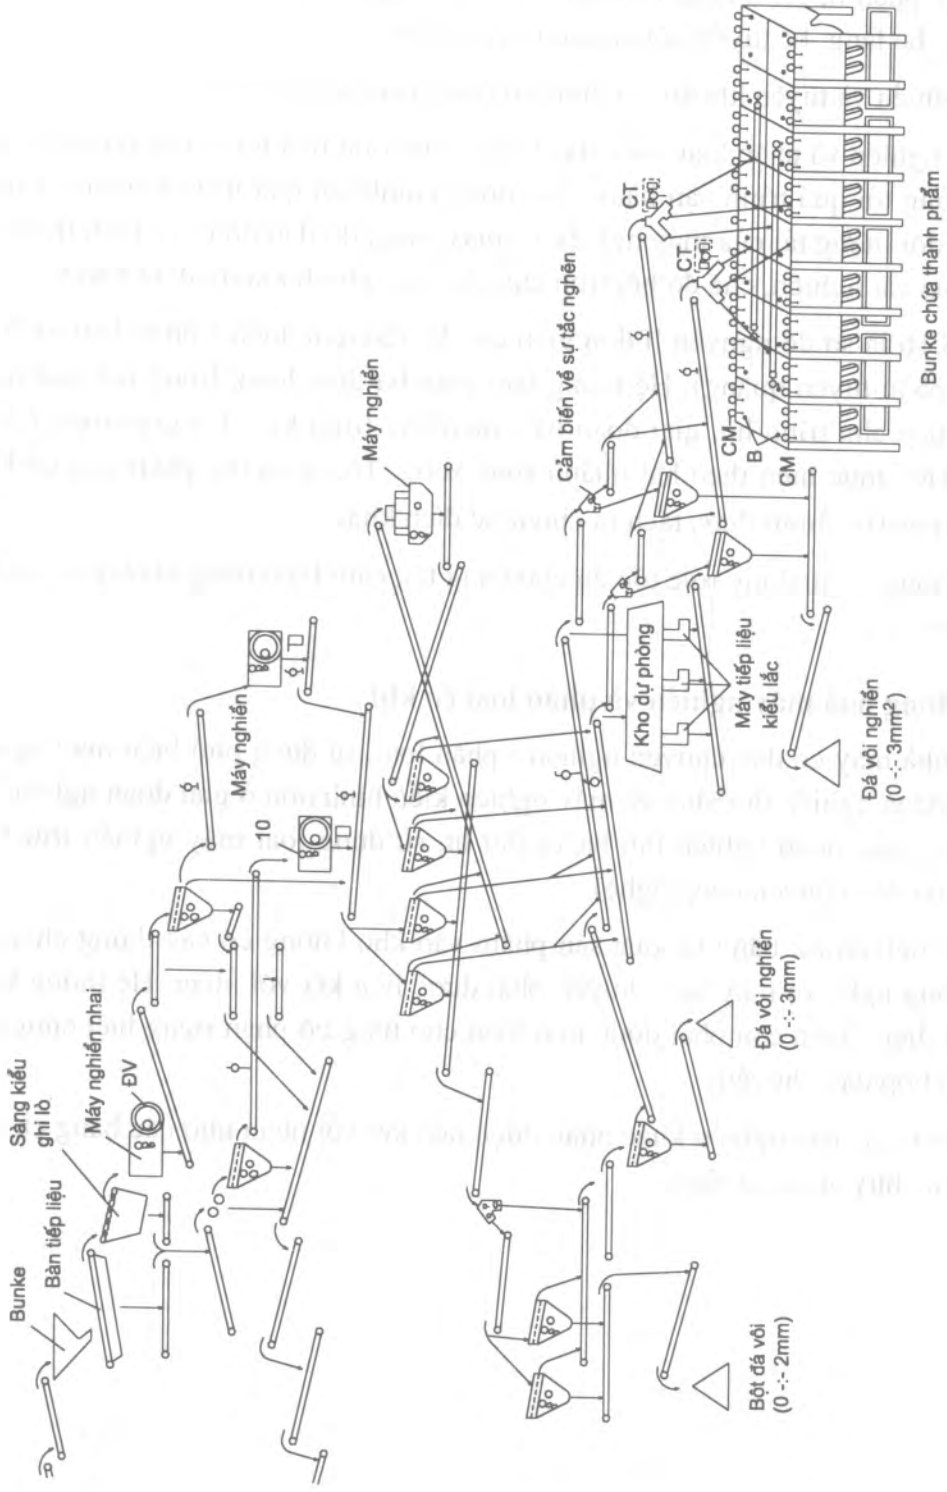 Bunke
Bàn tiếp liệu
Sàng kiểu
ghi lò
Máy nghiền nhai
ĐV
10
Máy nghiền
Máy nghiền
Cảm biến về sự tắc nghẽn
CT
CT
Kho dự phòng
Máy tiếp liệu
kiểu lắc
CM
B
CM
Bunke chứa thành phẩm
Bột đá vôi
(0 -:- 2mm)
Đá vôi nghiền
(0 -:- 3mm)
Đá vôi nghiền
(0 -:- 3mm)